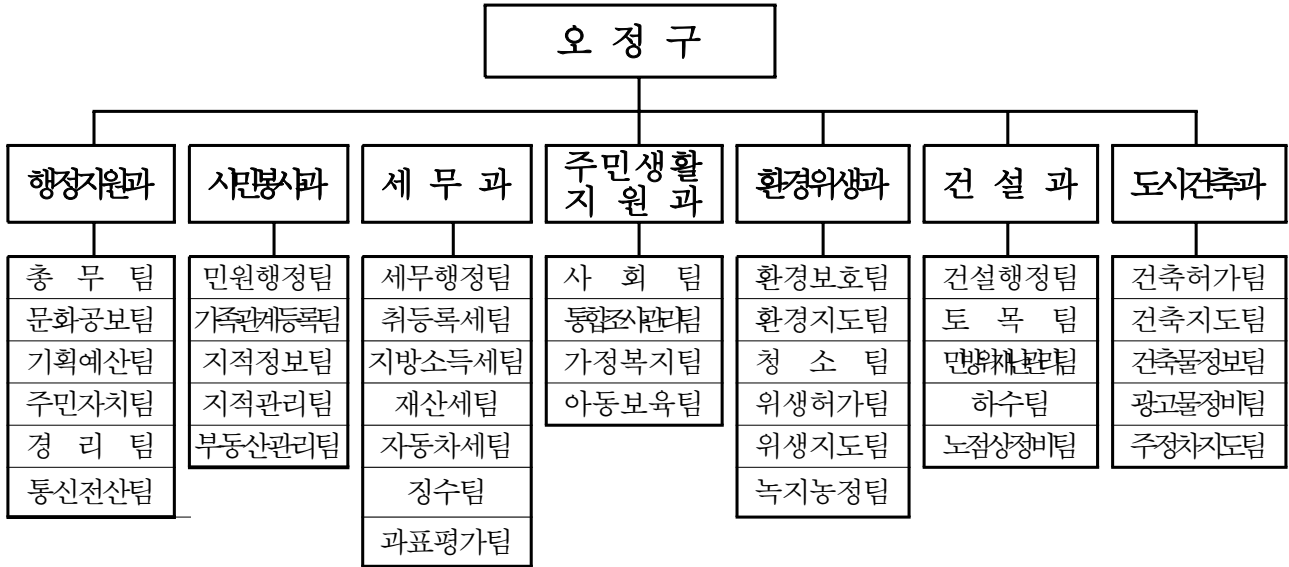 오 정 구
행정지원과
시민봉사과
세 무 과
주민생활
지 원 과
환경위생과
건 설 과
도시건축과
총 무 팀
문화공보팀
기획예산팀
주민자치팀
경 리 팀
통신전산팀
민원행정팀
가족관계등록팀
지적정보팀
지적관리팀
부동산관리팀
세무행정팀
취등록세팀
지방소득세팀
재산세팀
자동차세팀
징수팀
과표평가팀
사 회 팀
통합조사관리팀
가정복지팀
아동보육팀
환경보호팀
환경지도팀
청 소 팀
위생허가팀
위생지도팀
녹지농정팀
건설행정팀
토 목 팀
민방위재난관리팀
하수팀
노점상정비팀
건축허가팀
건축지도팀
건축물정보팀
광고물정비팀
주정차지도팀